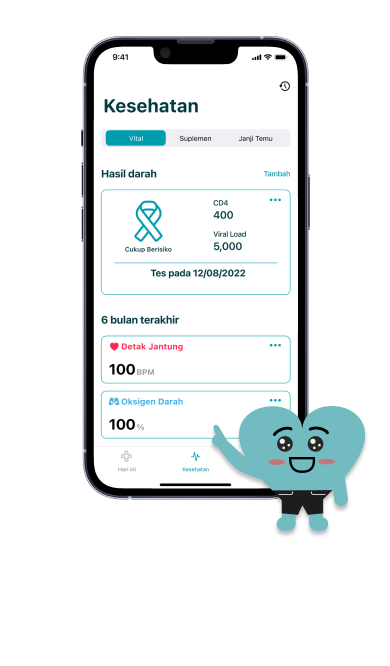 9:41
Kesehatan
Vital
Suplemen
Janji Temu
Hasil darah
Tambah
CD4
400
Viral Load
5,000
Cukup Berisiko
Tes pada 12/08/2022
6 bulan terakhir
Detak Jantung
100 BPM
Oksigen Darah
100 %
Hari Ini
Kesehatan